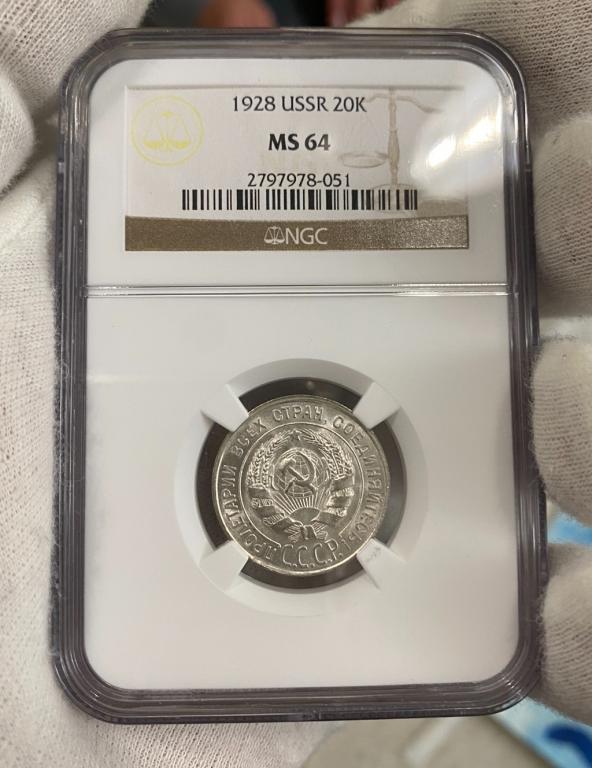 1928 USSR 20K
MS 64
2797978-051
NGC
ПРОЛЕТАРИИ ВСЕХ СТРАН, СОЕДИНЯЙТЕСЬ!
С.С.С.Р.